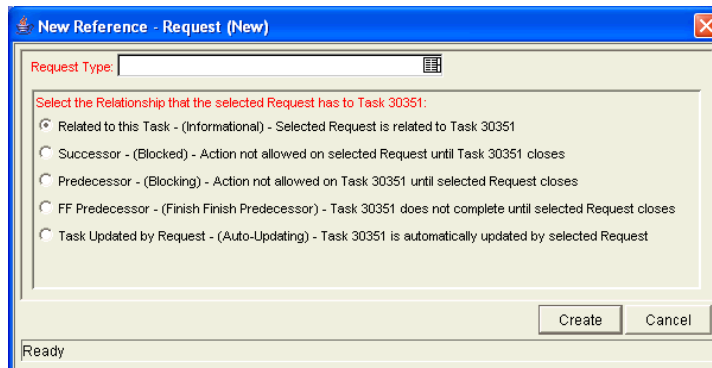 New Reference - Request (New)
Request Type:
Select the Relationship that the selected Request has to Task 30351:
Related to this Task - (Informational) - Selected Request is related to Task 30351
Successor - (Blocked) - Action not allowed on selected Request until Task 30351 closes
Predecessor - (Blocking) - Action not allowed on Task 30351 until selected Request closes
FF Predecessor - (Finish Finish Predecessor) - Task 30351 does not complete until selected Request closes
Task Updated by Request - (Auto-Updating) - Task 30351 is automatically updated by selected Request
Create Cancel
Ready